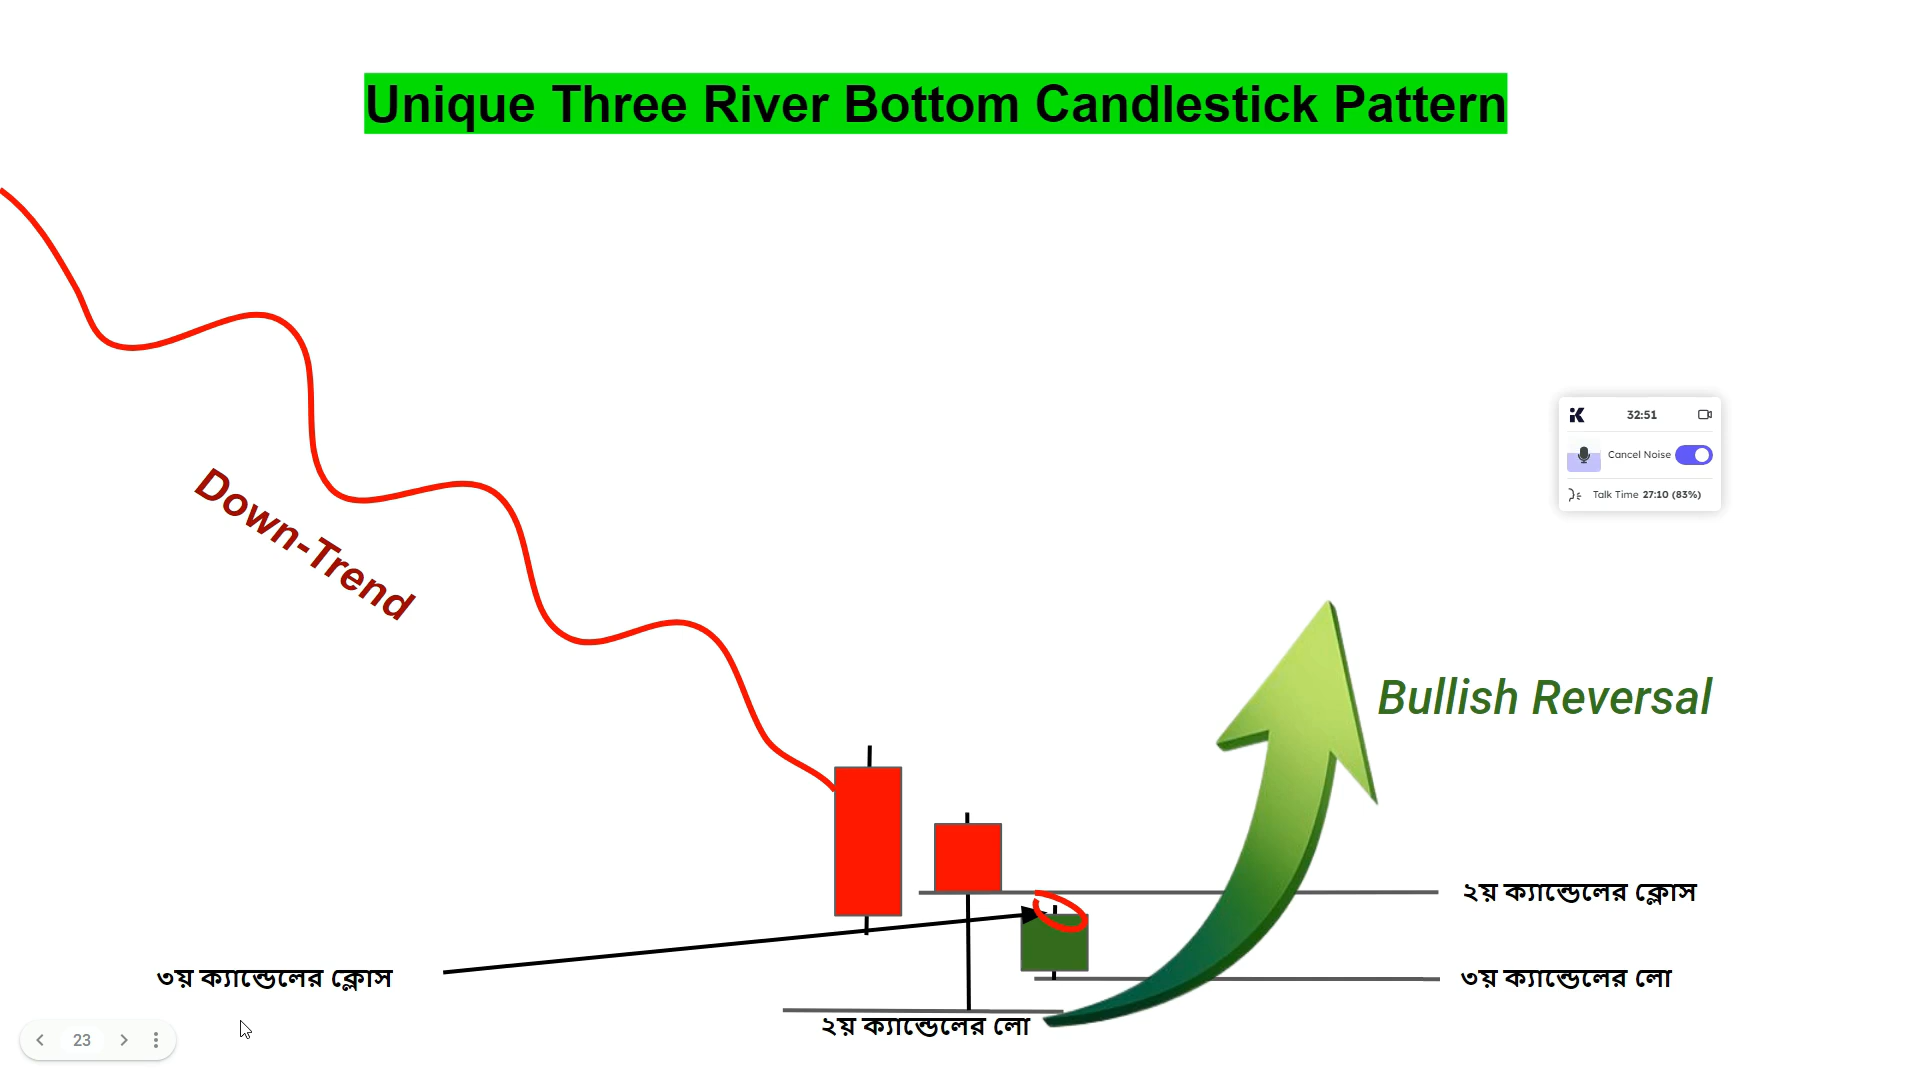 Unique Three River Bottom Candlestick Pattern
32:51
Cancel Noise
Talk Time 27:10 (83%)
Down-Trend
Bullish Reversal
২য় ক্যান্ডেলের ক্লোস
৩য় ক্যান্ডেলের ক্লোস
৩য় ক্যান্ডেলের লো
২য় ক্যান্ডেলের লো
23